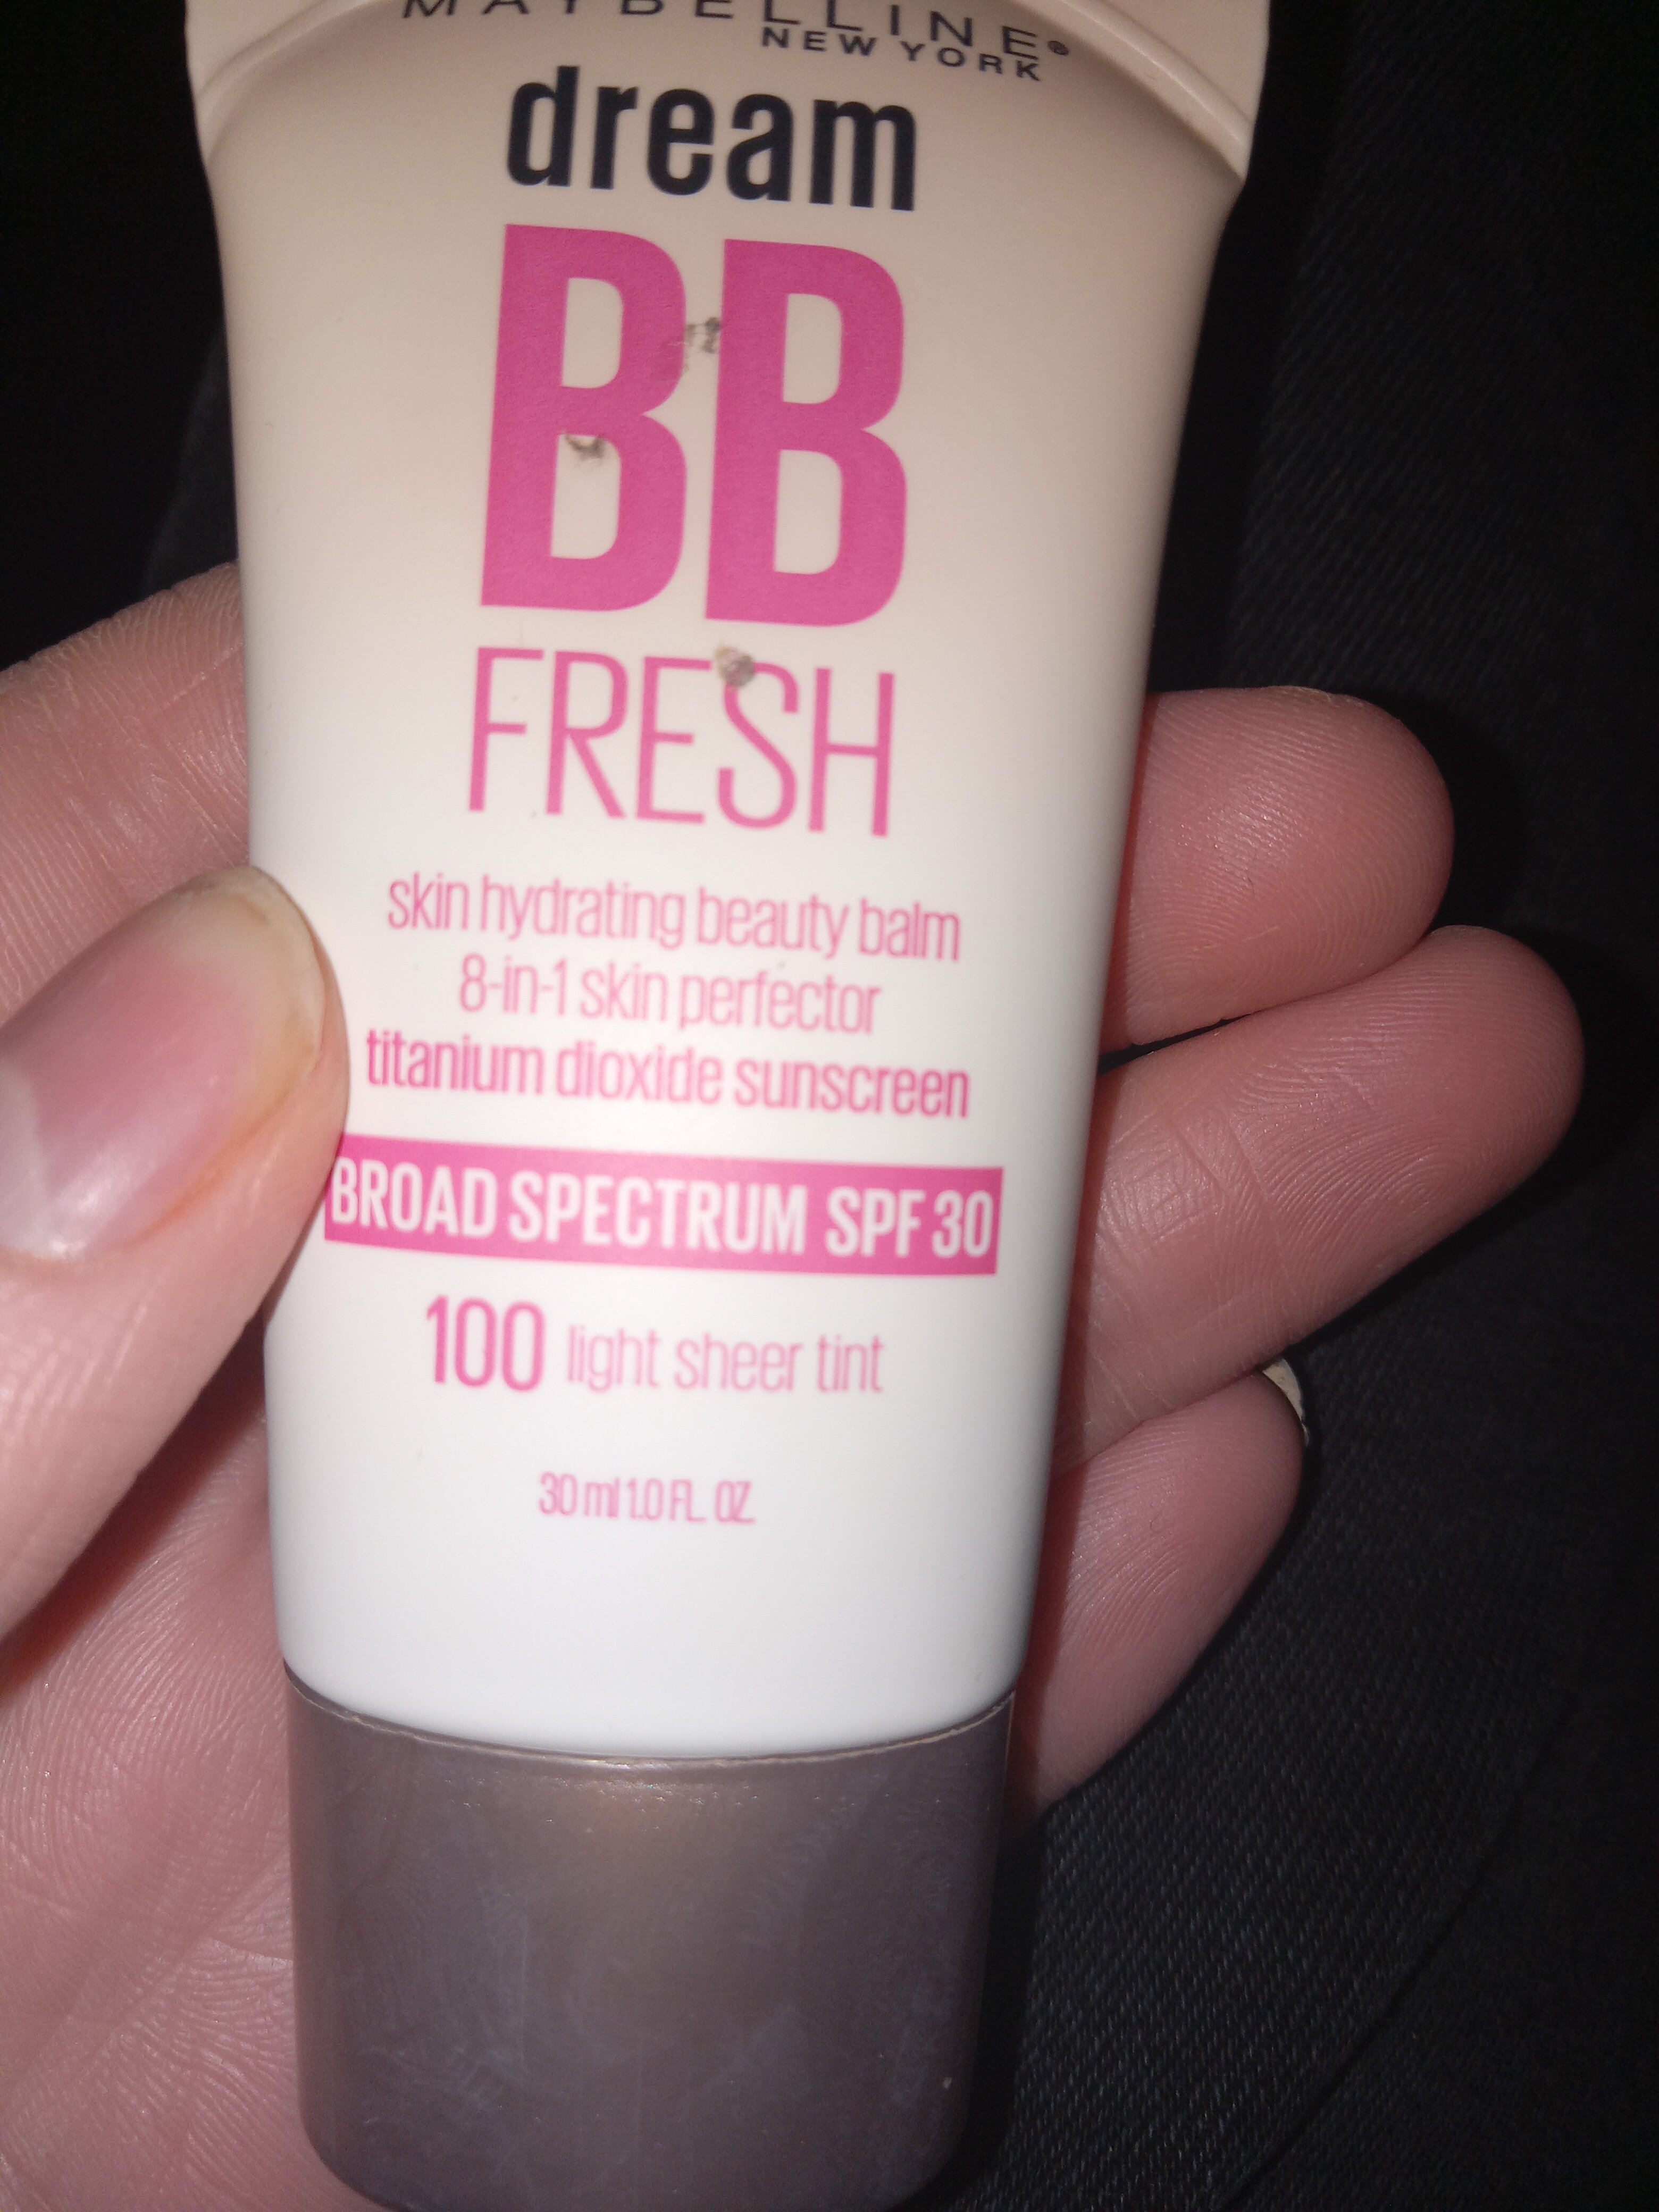 MAYBELLINE®
NEW YORK
dream
BB
FRESH
skin hydrating beauty balm
8-in-1 skin perfector
titanium dioxide sunscreen
BROAD SPECTRUM SPF 30
100 light sheer tint
30 ml 1.0 FL. OZ.